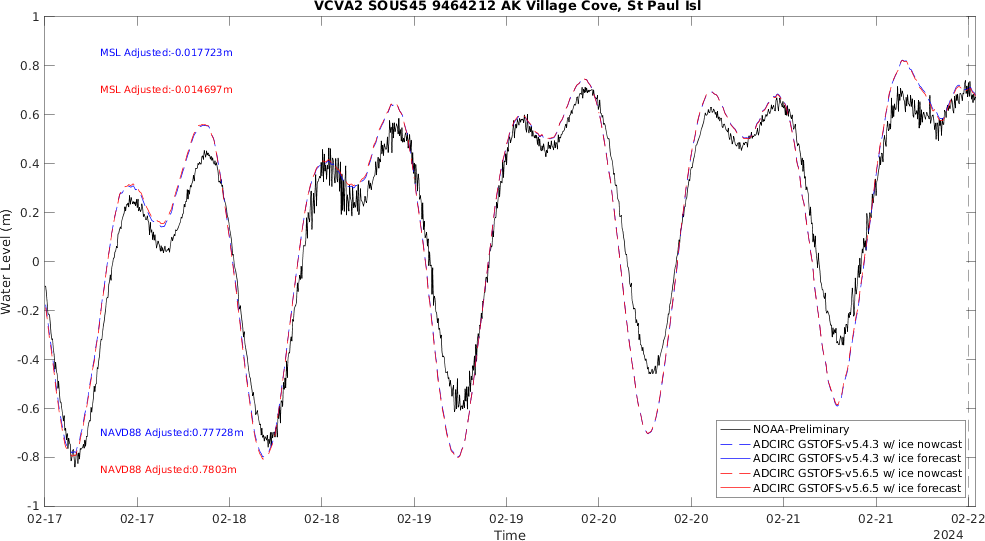 VCVA2 SOUS45 9464212 AK Village Cove, St Paul Isl
1
0.8
0.6
0.4
0.2
0
-0.2
-0.4
-0.6
-0.8
-1
Water Level (m)
MSL Adjusted:-0.017723m
MSL Adjusted:-0.014697m
NAVD88 Adjusted:0.77728m
NAVD88 Adjusted:0.7803m
NOAA-Preliminary
ADCIRC GSTOFS-v5.4.3 w/ ice nowcast
ADCIRC GSTOFS-v5.4.3 w/ ice forecast
ADCIRC GSTOFS-v5.6.5 w/ ice nowcast
ADCIRC GSTOFS-v5.6.5 w/ ice forecast
02-17 02-17 02-18 02-18 02-19 02-19 02-20 02-20 02-21 02-21 02-22
Time
2024